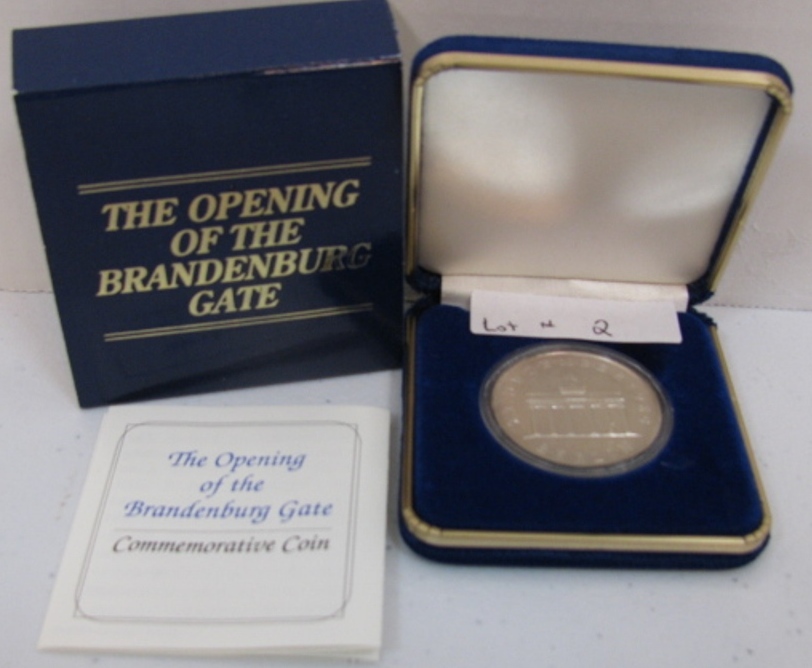 THE OPENING
OF THE
BRANDENBURG
GATE
Lot # 2
The Opening
of the
Brandenburg Gate
Commemorative Coin